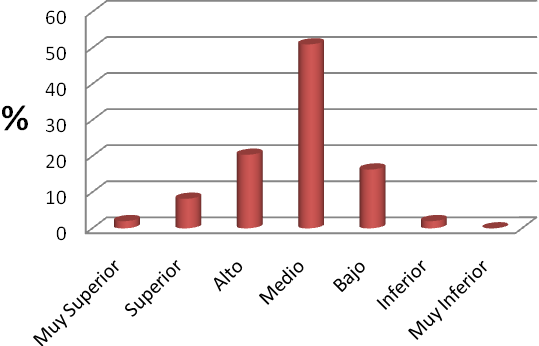 60
50
40
30
20
10
0
%
Muy Superior
Superior
Alto
Medio
Bajo
Inferior
Muy Inferior